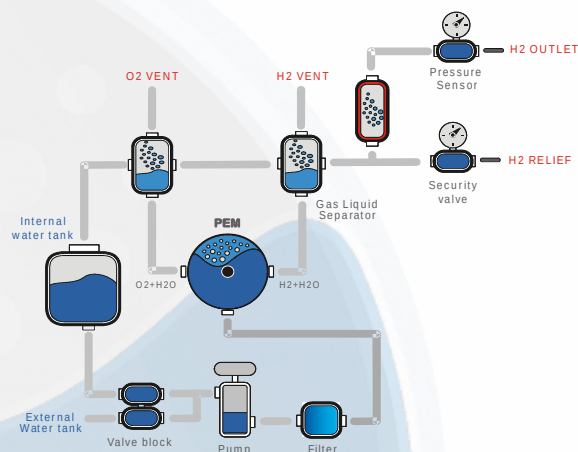 H2 OUTLET
Pressure
Sensor
O2 VENT
H2 VENT
H2 RELIEF
Security
valve
Gas Liquid
Separator
Internal
water tank
PEM
O2+H2O
H2+H2O
External
Water tank
Valve block
Pump
Filter